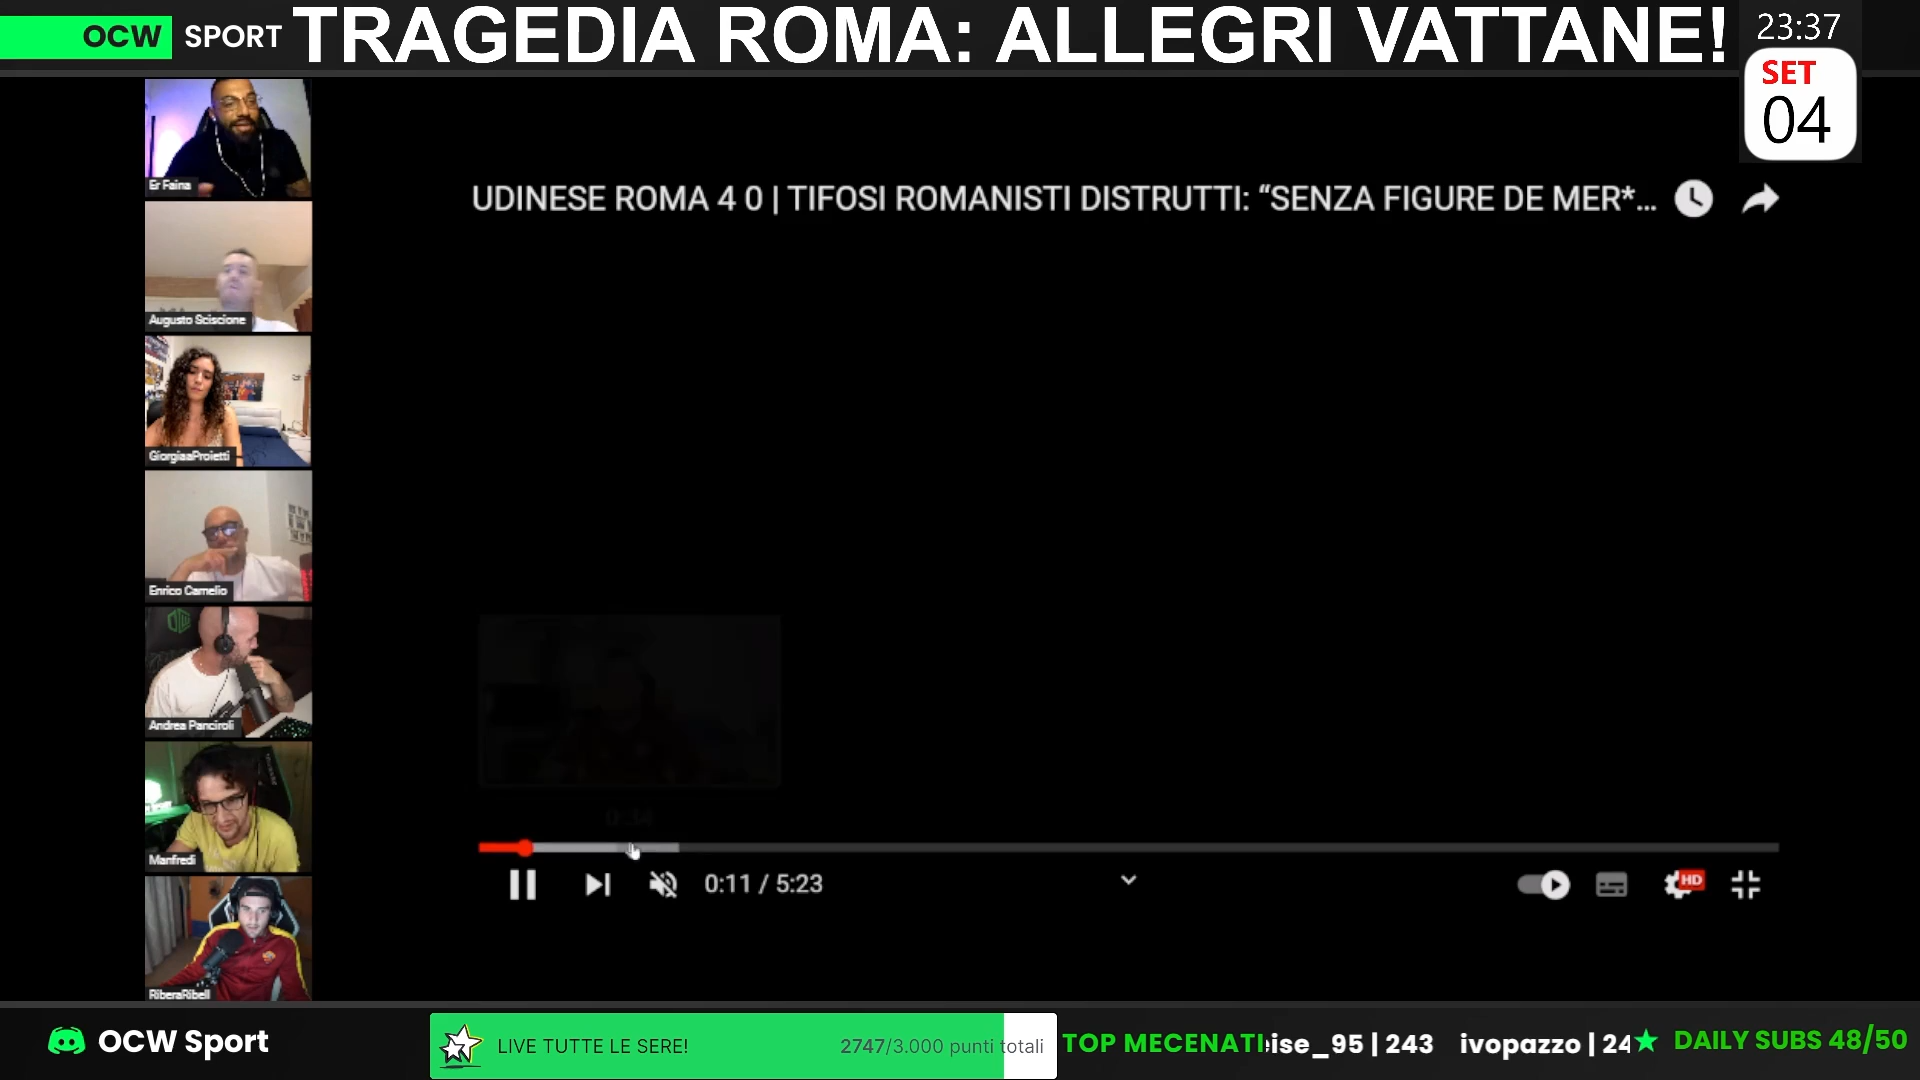 OCW SPORT TRAGEDIA ROMA: ALLEGRI VATTANE! 23:37
SET
04
UDINESE ROMA 4 0 | TIFOSI ROMANISTI DISTRUTTI: “SENZA FIGURE DE MER*...
Er Faina
Augusto Sciscione
GiorgiaaProietti
Enrico Camelio
Andrea Panciroli
Manfredi
RiberaRibell
0:34
0:11 / 5:23
HD
OCW Sport
LIVE TUTTE LE SERE! 2747/3.000 punti totali
TOP MECENATI eise_95 | 243 ivopazzo | 24
DAILY SUBS 48/50